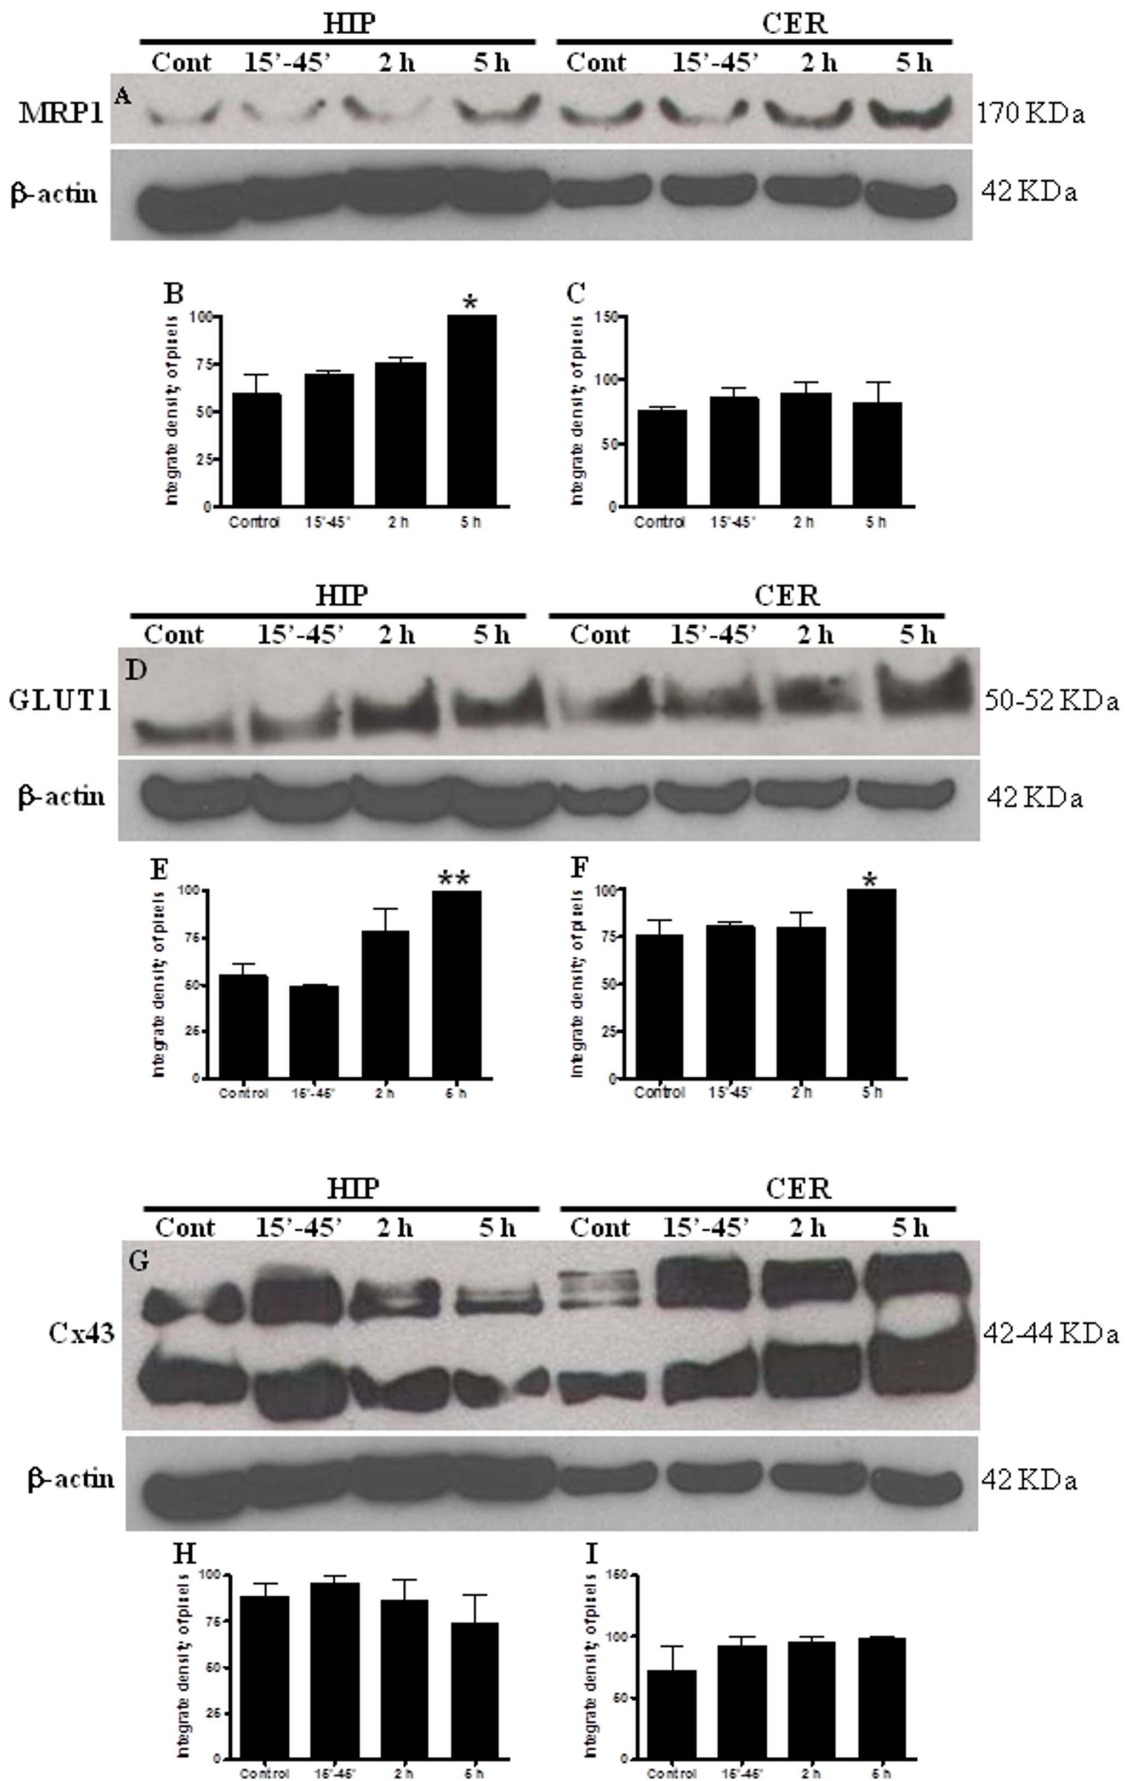 HIP CER
Cont 15’-45’ 2 h 5 h Cont 15’-45’ 2 h 5 h
A
MRP1 170 KDa
β-actin 42 KDa
B
*
Integrate density of pixels
100
75
50
25
0
Control 15'-45' 2 h 5 h
C
Integrate density of pixels
150
100
50
0
Control 15'-45' 2 h 5 h
HIP CER
Cont 15’-45’ 2 h 5 h Cont 15’-45’ 2 h 5 h
D
GLUT1 50-52 KDa
β-actin 42 KDa
E
**
Integrate density of pixels
100
75
50
25
0
Control 15'-45' 2 h 5 h
F
*
Integrate density of pixels
100
75
50
25
0
Control 15'-45' 2 h 5 h
HIP CER
Cont 15’-45’ 2 h 5 h Cont 15’-45’ 2 h 5 h
G
Cx43 42-44 KDa
β-actin 42 KDa
H
Integrate density of pixels
100
75
50
25
0
Control 15'-45' 2 h 5 h
I
Integrate density of pixels
150
100
50
0
Control 15'-45' 2 h 5 h